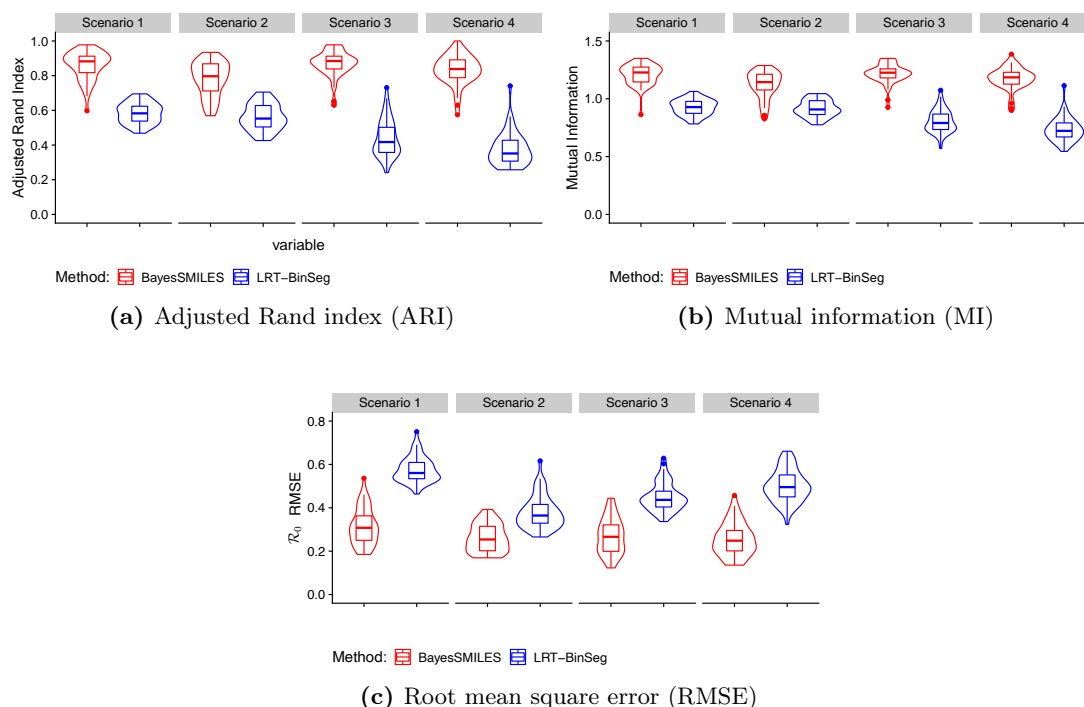 Scenario 1 Scenario 2 Scenario 3 Scenario 4
1.0
0.8
0.6
0.4
0.2
0.0
Adjusted Rand Index
variable
Method: BayesSMILES LRT−BinSeg
(a) Adjusted Rand index (ARI)
Scenario 1 Scenario 2 Scenario 3 Scenario 4
1.5
1.0
0.5
0.0
Mutual Information
Method: BayesSMILES LRT−BinSeg
(b) Mutual information (MI)
Scenario 1 Scenario 2 Scenario 3 Scenario 4
0.8
0.6
0.4
0.2
0.0
ℛ₀ RMSE
Method: BayesSMILES LRT−BinSeg
(c) Root mean square error (RMSE)